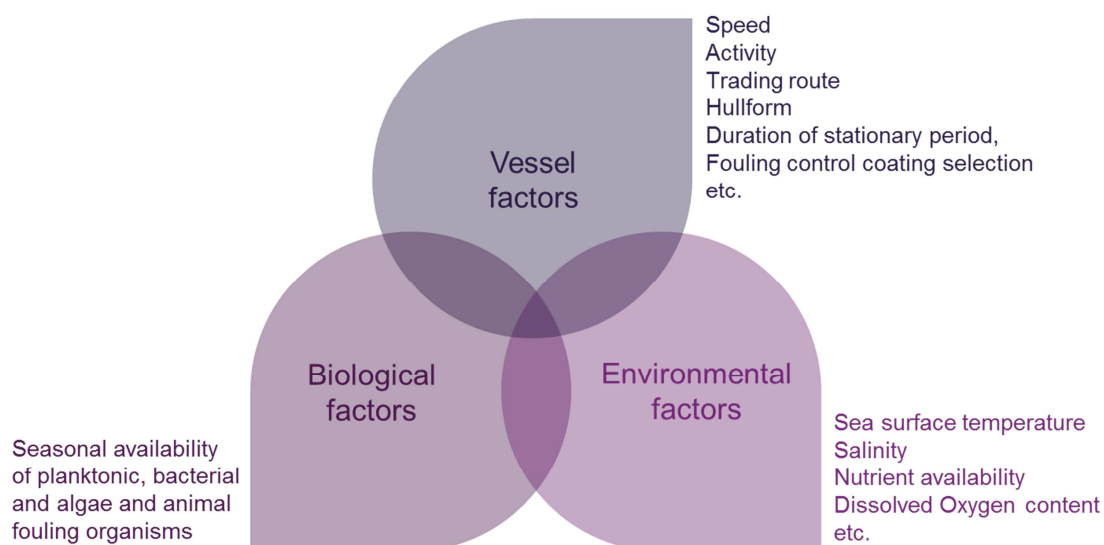 Speed
Activity
Trading route
Hullform
Duration of stationary period,
Fouling control coating selection
etc.
Vessel
factors
Biological
factors
Environmental
factors
Seasonal availability
of planktonic, bacterial
and algae and animal
fouling organisms
Sea surface temperature
Salinity
Nutrient availability
Dissolved Oxygen content
etc.